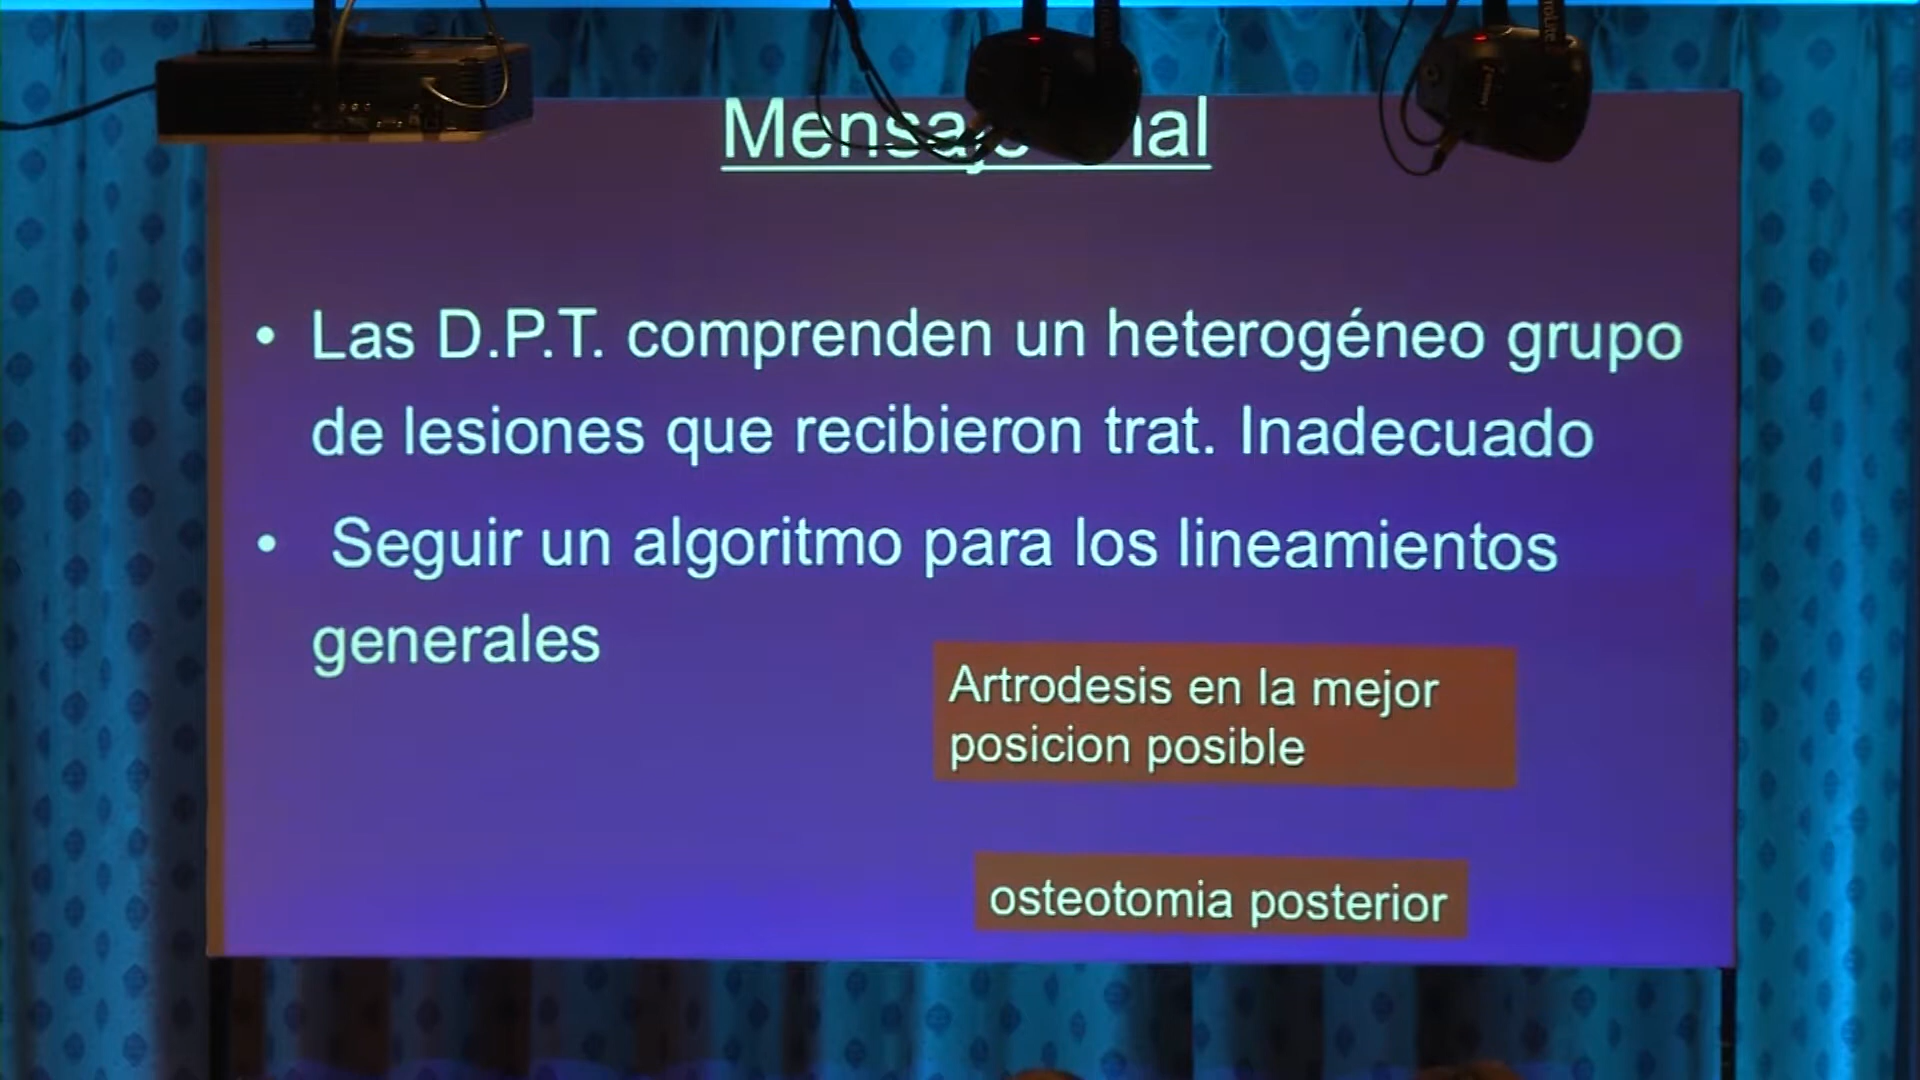 Las D.P.T. comprenden un heterogéneo grupo
de lesiones que recibieron trat. Inadecuado
Seguir un algoritmo para los lineamientos
generales
Artrodesis en la mejor
posicion posible
osteotomia posterior